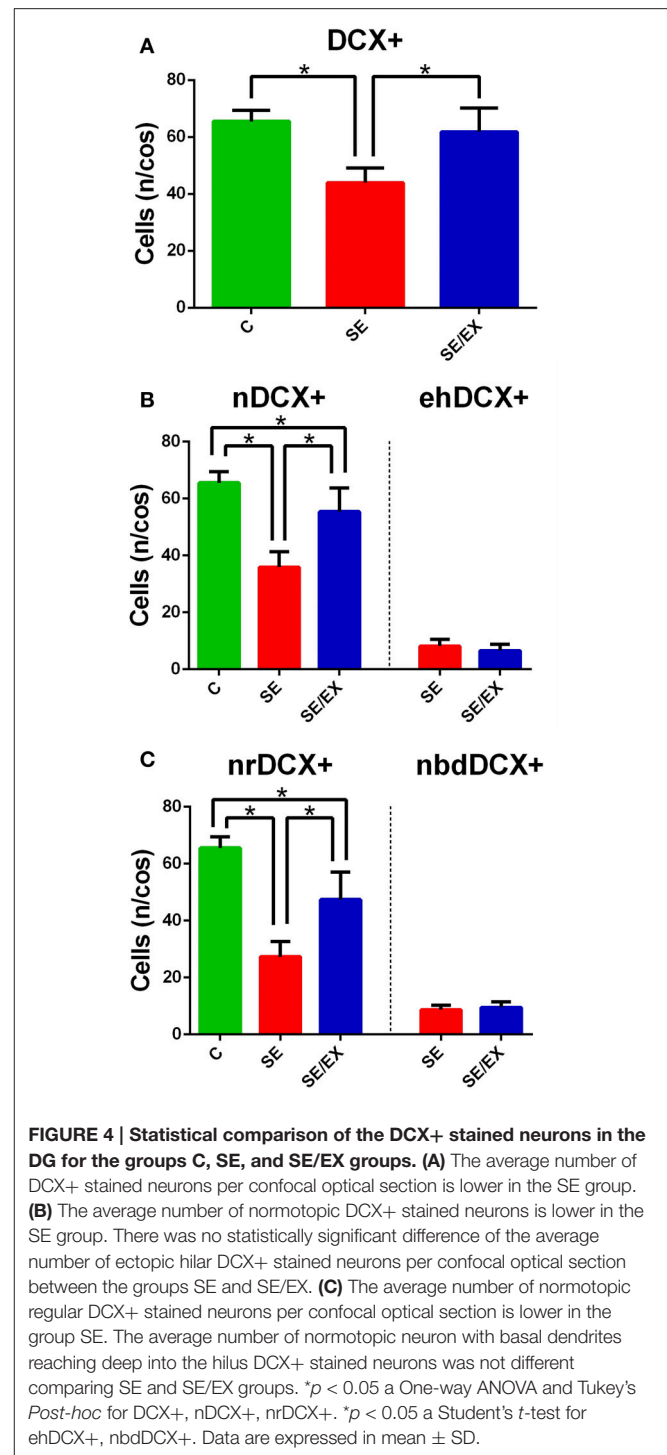 A
DCX+
*
*
80
60
40
20
0
Cells (n/cos)
C
SE
SE/EX
B
nDCX+
ehDCX+
*
*
*
80
60
40
20
0
Cells (n/cos)
C
SE
SE/EX
SE
SE/EX
C
nrDCX+
nbdDCX+
*
*
*
80
60
40
20
0
Cells (n/cos)
C
SE
SE/EX
SE
SE/EX
FIGURE 4 | Statistical comparison of the DCX+ stained neurons in the
DG for the groups C, SE, and SE/EX groups. (A) The average number of
DCX+ stained neurons per confocal optical section is lower in the SE group.
(B) The average number of normotopic DCX+ stained neurons is lower in the
SE group. There was no statistically significant difference of the average
number of ectopic hilar DCX+ stained neurons per confocal optical section
between the groups SE and SE/EX. (C) The average number of normotopic
regular DCX+ stained neurons per confocal optical section is lower in the
group SE. The average number of normotopic neuron with basal dendrites
reaching deep into the hilus DCX+ stained neurons was not different
comparing SE and SE/EX groups. *p < 0.05 a One-way ANOVA and Tukey's
Post-hoc for DCX+, nDCX+, nrDCX+. *p < 0.05 a Student's t-test for
ehDCX+, nbdDCX+. Data are expressed in mean ± SD.